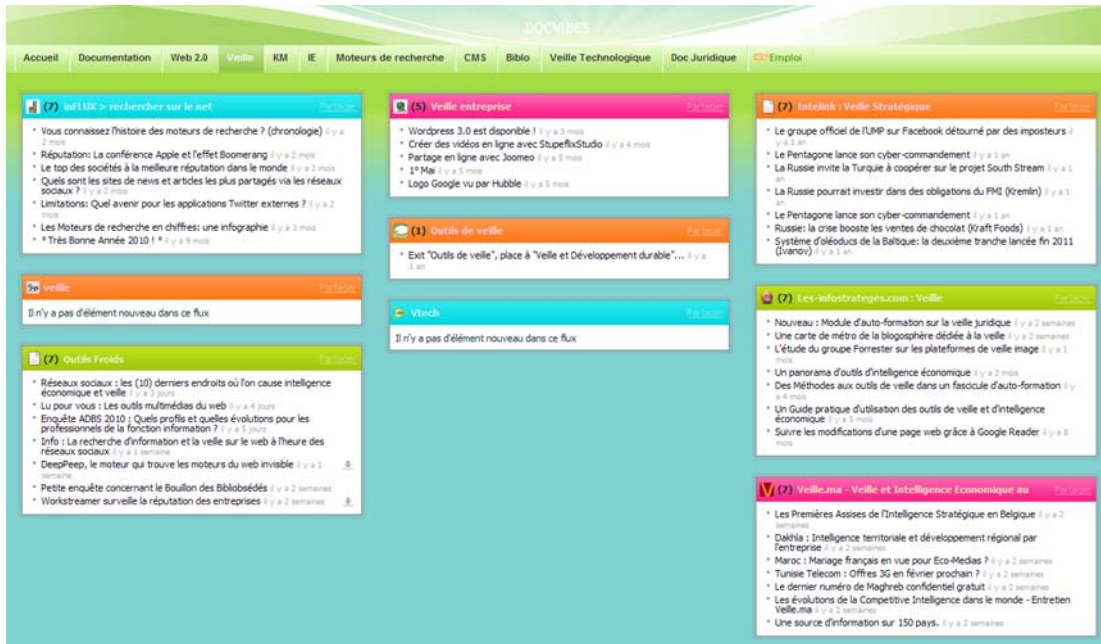 DOCVIBES
Accueil Documentation Web 2.0 Veille KM IE Moteurs de recherche CMS Biblo Veille Technologique Doc Juridique Emploi
(7) inFLUX > rechercher sur le net Partager
Vous connaissez l'histoire des moteurs de recherche ? (chronologie) il y a
2 mois
Réputation: La conférence Apple et l'effet Boomerang il y a 2 mois
Le top des sociétés à la meilleure réputation dans le monde il y a 2 mois
Quels sont les sites de news et articles les plus partagés via les réseaux
sociaux ? il y a 2 mois
Limitations: Quel avenir pour les applications Twitter externes ? il y a 2
mois
Les Moteurs de recherche en chiffres: une infographie il y a 3 mois
* Très Bonne Année 2010 ! * il y a 9 mois
veille Partager
Il n'y a pas d'élément nouveau dans ce flux
(7) Outils Froids Partager
Réseaux sociaux : les (10) derniers endroits où l'on cause intelligence
économique et veille il y a 3 jours
Lu pour vous : Les outils multimédias du web il y a 4 jours
Enquête ADBS 2010 : Quels profils et quelles évolutions pour les
professionnels de la fonction information ? il y a 5 jours
Info : La recherche d'information et la veille sur le web à l'heure des
réseaux sociaux il y a 1 semaine
DeepPeep, le moteur qui trouve les moteurs du web invisible il y a 1
semaine
Petite enquête concernant le Bouillon des Bibliobsédés il y a 2 semaines
Workstreamer surveille la réputation des entreprises il y a 2 semaines
(5) Veille entreprise Partager
Wordpress 3.0 est disponible ! il y a 3 mois
Créer des vidéos en ligne avec StupeflixStudio il y a 4 mois
Partage en ligne avec Joomeo il y a 5 mois
1° Mai il y a 5 mois
Logo Google vu par Hubble il y a 5 mois
(1) Outils de veille Partager
Exit "Outils de veille", place à "Veille et Développement durable"... il y a
1 an
Vtech Partager
Il n'y a pas d'élément nouveau dans ce flux
(7) Intelink : Veille Stratégique Partager
Le groupe officiel de l'UMP sur Facebook détourné par des imposteurs il
y a 1 an
Le Pentagone lance son cyber-commandement il y a 1 an
La Russie invite la Turquie à coopérer sur le projet South Stream il y a 1
an
La Russie pourrait investir dans des obligations du FMI (Kremlin) il y a 1
an
Le Pentagone lance son cyber-commandement il y a 1 an
Russie: la crise booste les ventes de chocolat (Kraft Foods) il y a 1 an
Système d'oléoducs de la Baltique: la deuxième tranche lancée fin 2011
(Ivanov) il y a 1 an
(7) Les-infostrateges.com : Veille Partager
Nouveau : Module d'auto-formation sur la veille juridique il y a 2 semaines
Une carte de métro de la blogosphère dédiée à la veille il y a 2 semaines
L'étude du groupe Forrester sur les plateformes de veille image il y a 1
mois
Un panorama d'outils d'intelligence économique il y a 2 mois
Des Méthodes aux outils de veille dans un fascicule d'auto-formation il y
a 4 mois
Un Guide pratique d'utilisation des outils de veille et d'intelligence
économique il y a 5 mois
Suivre les modifications d'une page web grâce à Google Reader il y a 8
mois
(7) Veille.ma - Veille et Intelligence Economique au Partager
Les Premières Assises de l'Intelligence Stratégique en Belgique il y a 2
semaines
Dakhla : Intelligence territoriale et développement régional par
l'entreprise il y a 2 semaines
Maroc : Mariage français en vue pour Eco-Medias ? il y a 2 semaines
Tunisie Telecom : Offres 3G en février prochain ? il y a 2 semaines
Le dernier numéro de Maghreb confidentiel gratuit il y a 2 semaines
Les évolutions de la Competitive Intelligence dans le monde - Entretien
Veille.ma il y a 2 semaines
Une source d'information sur 150 pays. il y a 2 semaines